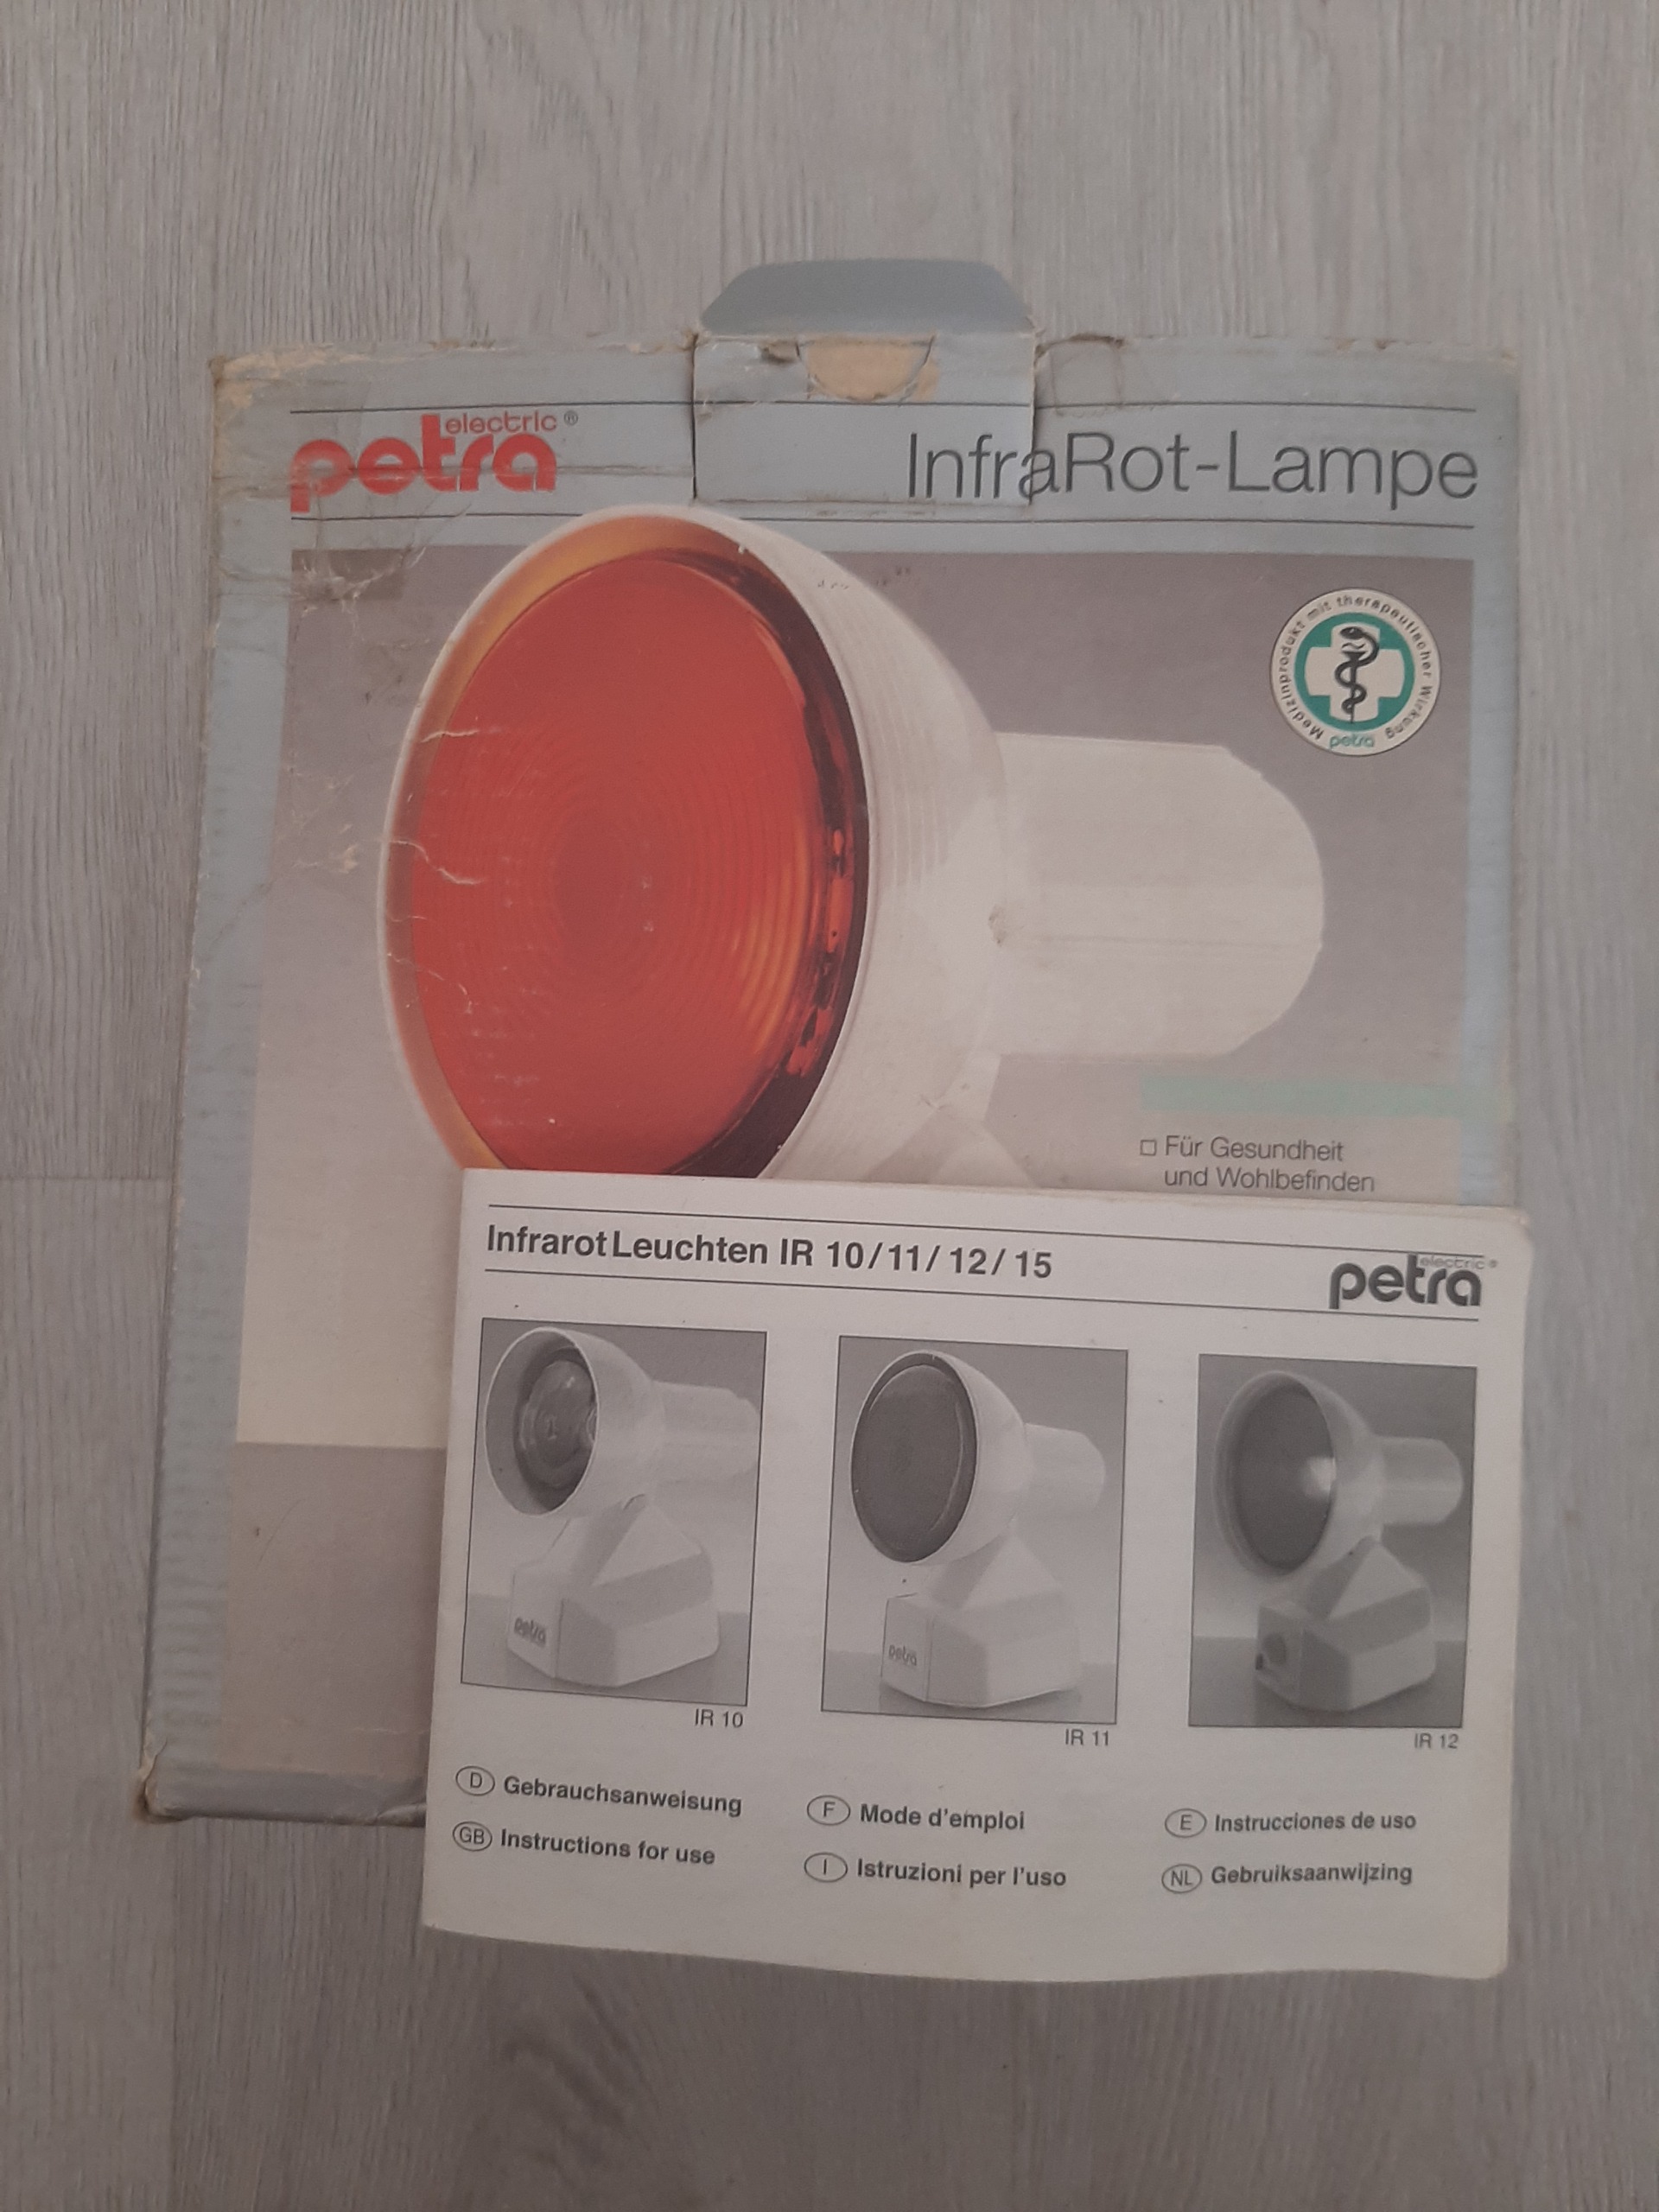 petra electric®
InfraRot-Lampe
Medizinprodukt mit therapeutischer Wirkung
petra
Für Gesundheit
und Wohlbefinden
Infrarot Leuchten IR 10/11/12/15
petra electric®
petra
petra
IR 10
IR 11
IR 12
D Gebrauchsanweisung
F Mode d'emploi
E Instrucciones de uso
GB Instructions for use
I Istruzioni per l'uso
NL Gebruiksaanwijzing